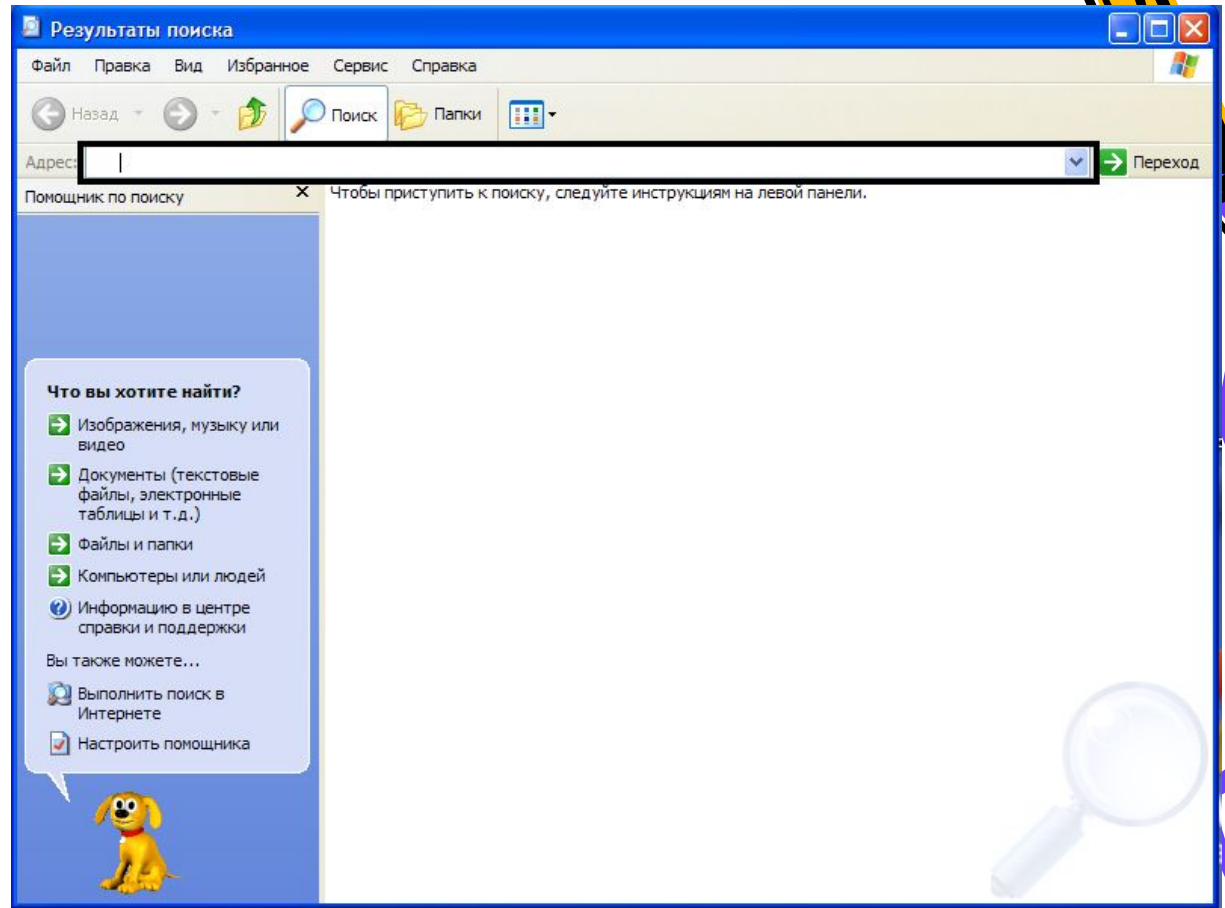 Результаты поиска
Файл Правка Вид Избранное Сервис Справка
Назад Поиск Папки
Адрес: Переход
Помощник по поиску
Чтобы приступить к поиску, следуйте инструкциям на левой панели.
Что вы хотите найти?
Изображения, музыку или
видео
Документы (текстовые
файлы, электронные
таблицы и т.д.)
Файлы и папки
Компьютеры или людей
Информацию в центре
справки и поддержки
Вы также можете...
Выполнить поиск в
Интернете
Настроить помощника